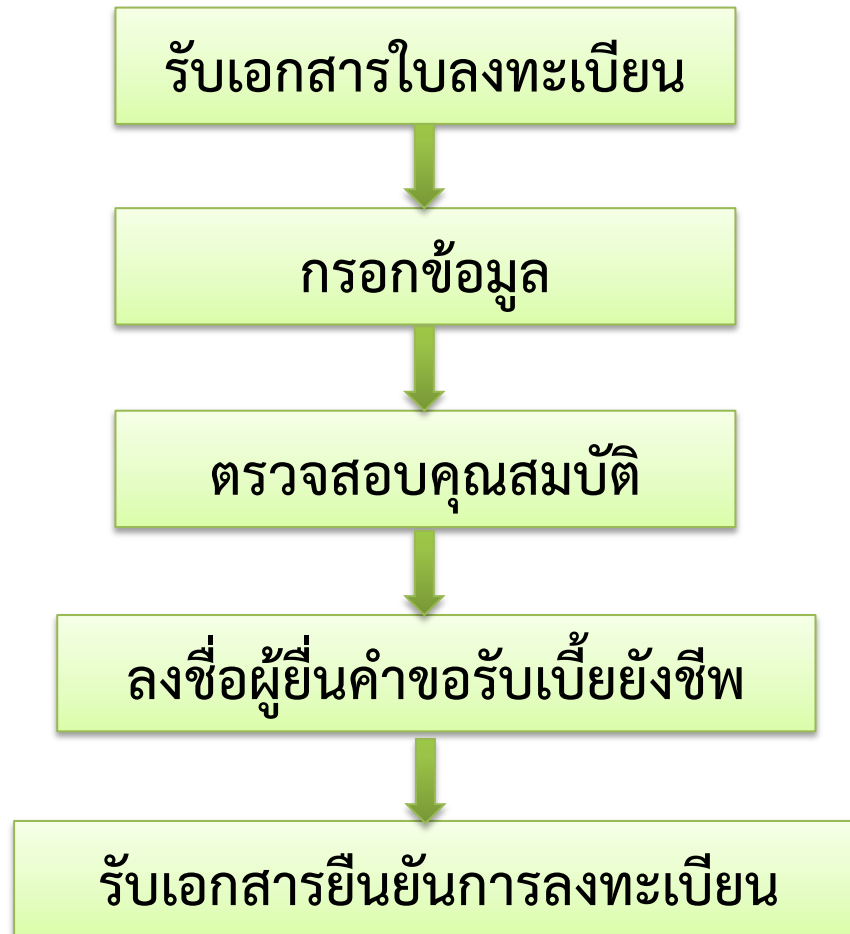 รับเอกสารใบลงทะเบียน
กรอกข้อมูล
ตรวจสอบคุณสมบัติ
ลงชื่อผู้ยื่นคำขอรับเบี้ยยังชีพ
รับเอกสารยืนยันการลงทะเบียน